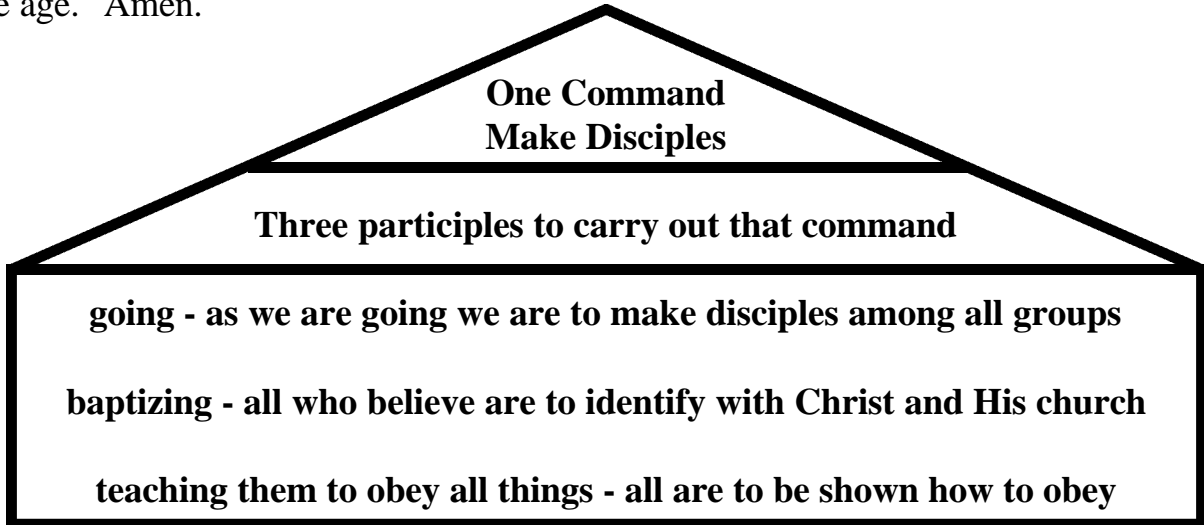 e age." Amen.
One Command
Make Disciples
Three participles to carry out that command
going - as we are going we are to make disciples among all groups
baptizing - all who believe are to identify with Christ and His church
teaching them to obey all things - all are to be shown how to obey